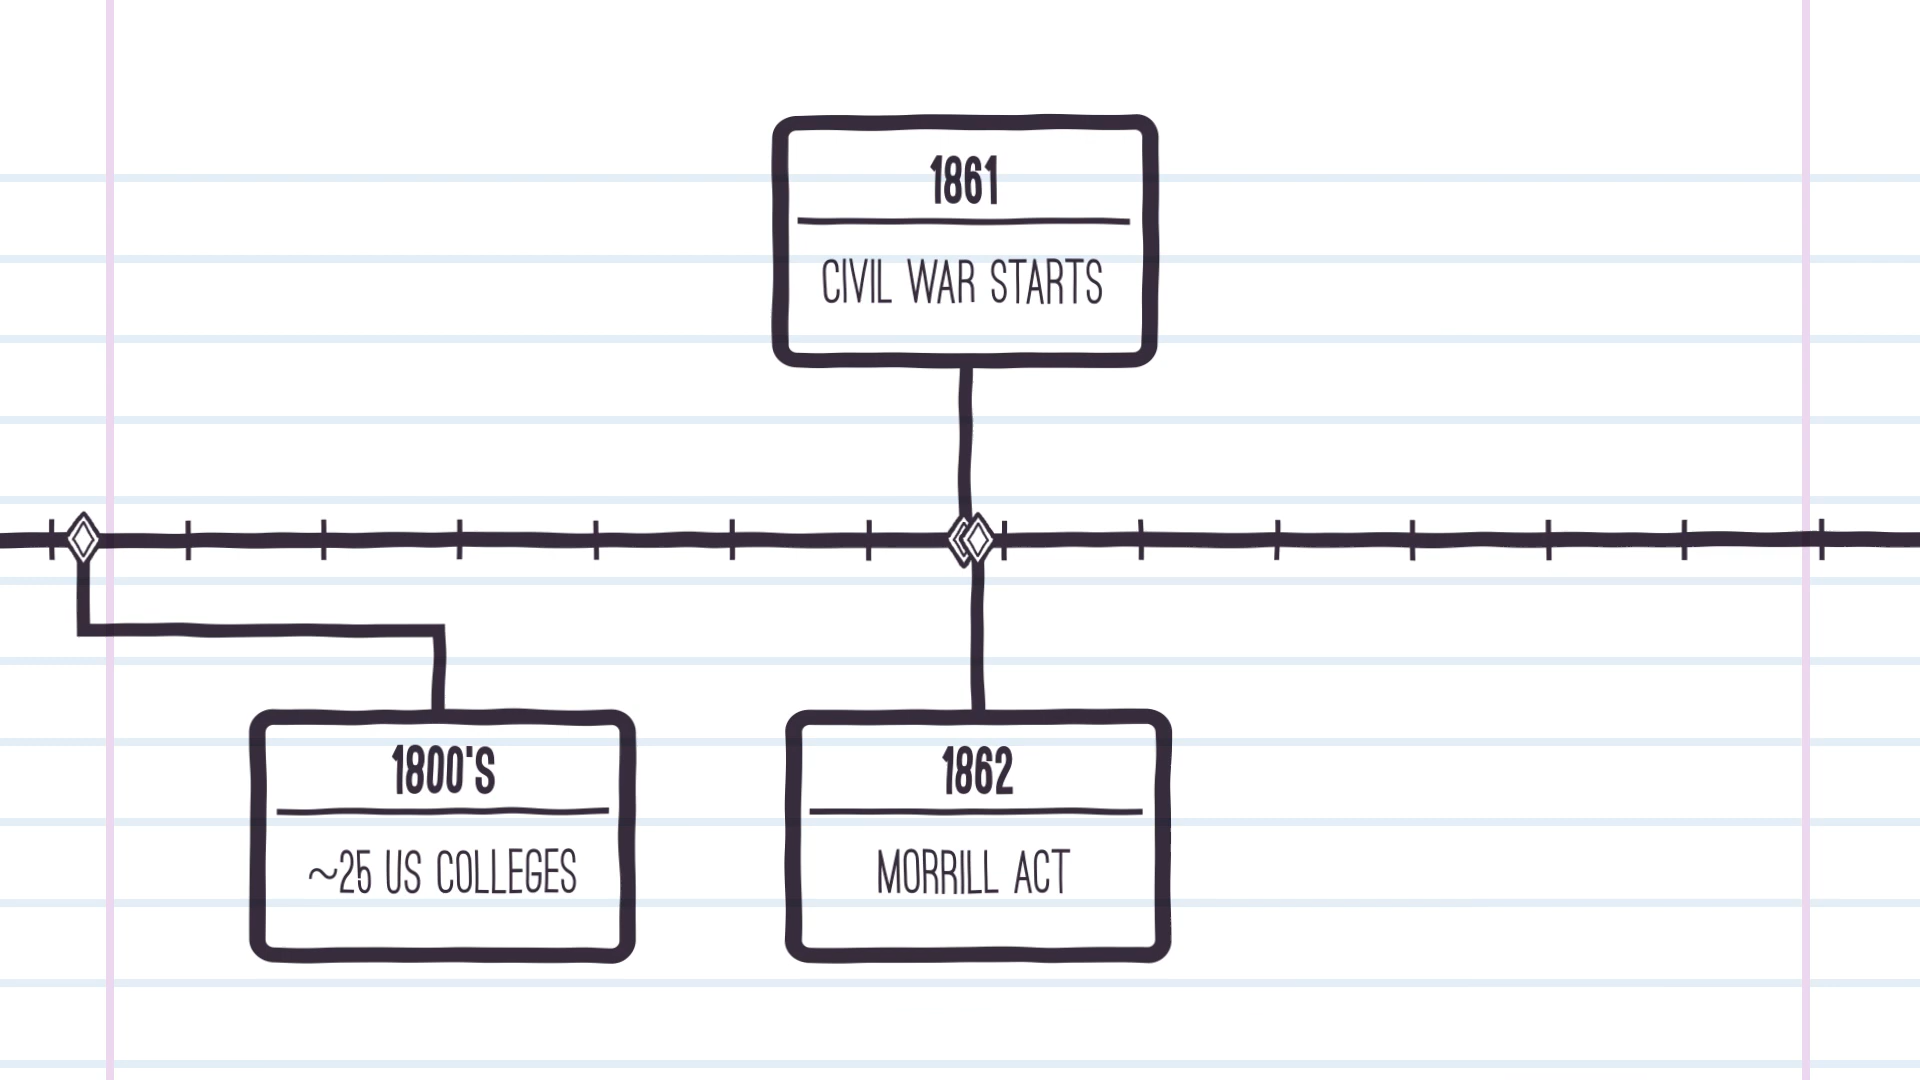 1861
CIVIL WAR STARTS
1800'S
~25 US COLLEGES
1862
MORRILL ACT